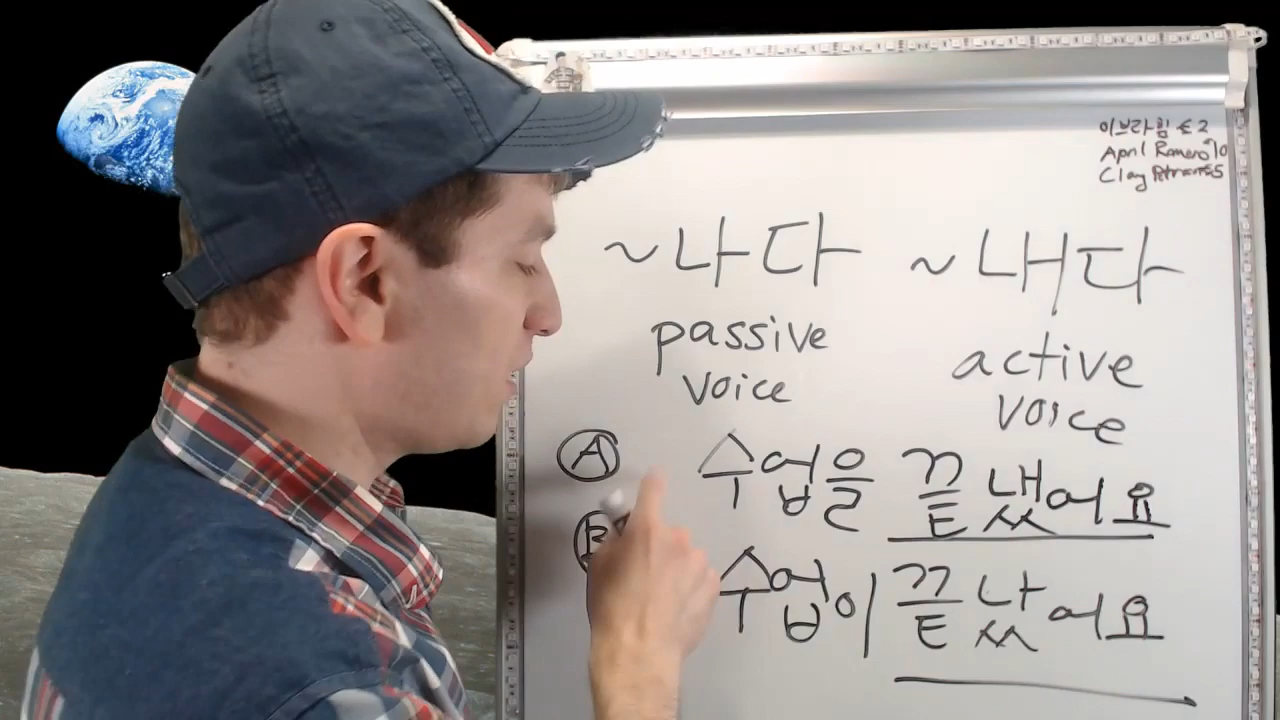 이브라힘 €2
April Romero $10
Clay
~나다 ~내다
passive voice
active voice
Ⓐ 수업을 끝냈어요
Ⓑ 수업이 끝났어요